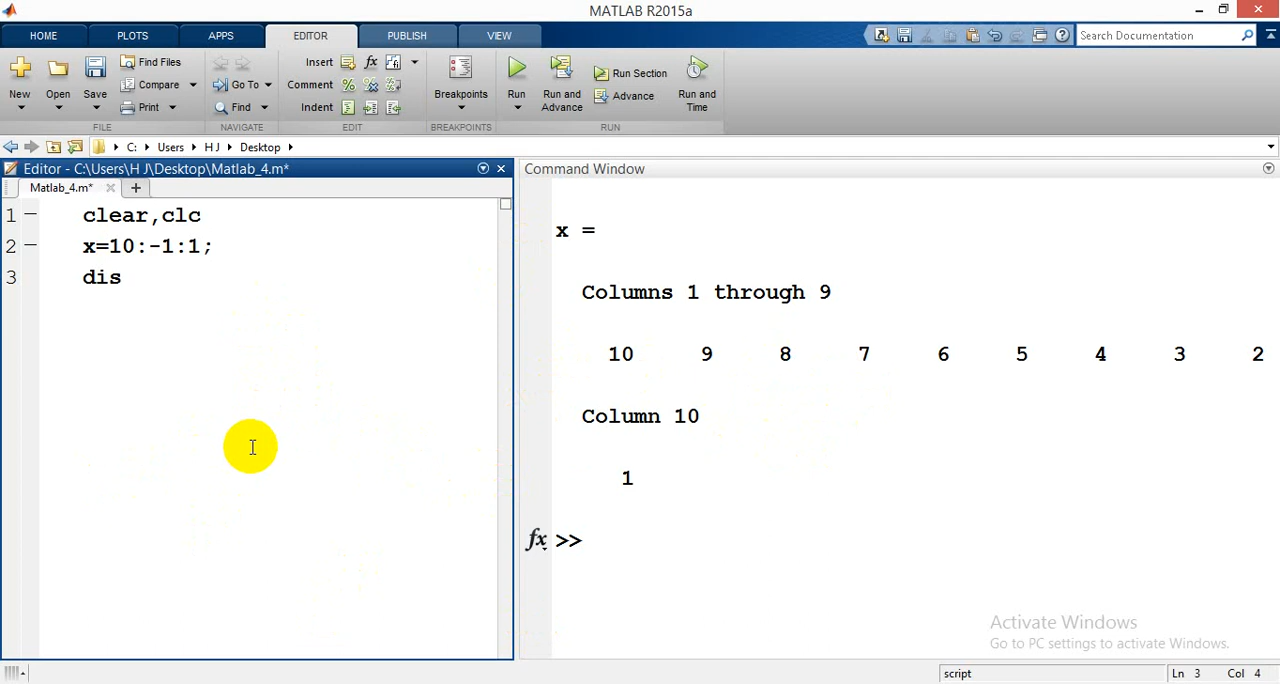 MATLAB R2015a
HOME PLOTS APPS EDITOR PUBLISH VIEW
Search Documentation
New Open Save Find Files Compare Print
Go To Find
Insert fx
Comment % % %
Indent
Breakpoints
Run Run and Advance Run Section Advance Run and Time
FILE NAVIGATE EDIT BREAKPOINTS RUN
C: Users H J Desktop
Editor - C:\Users\H J\Desktop\Matlab_4.m*
Matlab_4.m* +
1 clear,clc
2 x=10:-1:1;
3 dis
Command Window
x =
Columns 1 through 9
10 9 8 7 6 5 4 3 2
Column 10
1
fx >>
Activate Windows
Go to PC settings to activate Windows.
script Ln 3 Col 4